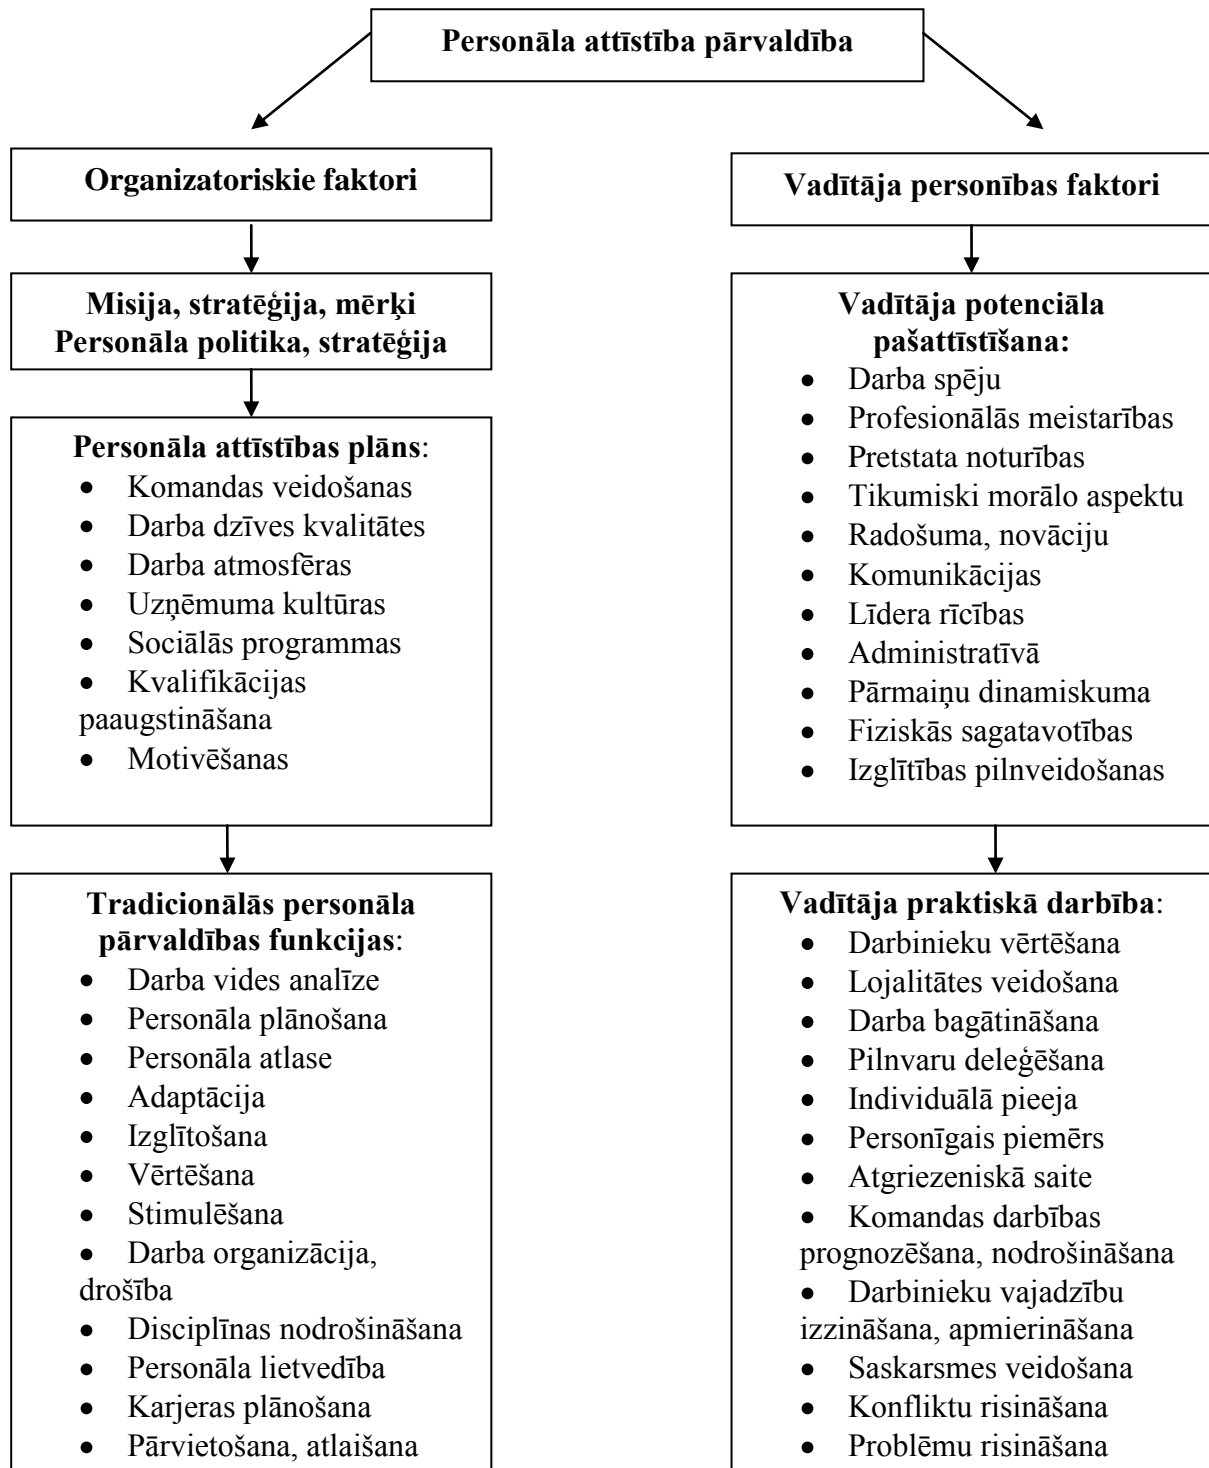 Personāla attīstība pārvaldība
Organizatoriskie faktori
Misija, stratēģija, mērķi
Personāla politika, stratēģija
Personāla attīstības plāns:
• Komandas veidošanas
• Darba dzīves kvalitātes
• Darba atmosfēras
• Uzņēmuma kultūras
• Sociālās programmas
• Kvalifikācijas
paaugstināšana
• Motivēšanas
Tradicionālās personāla
pārvaldības funkcijas:
• Darba vides analīze
• Personāla plānošana
• Personāla atlase
• Adaptācija
• Izglītošana
• Vērtēšana
• Stimulēšana
• Darba organizācija,
drošība
• Disciplīnas nodrošināšana
• Personāla lietvedība
• Karjeras plānošana
• Pārvietošana, atlaišana
Vadītāja personības faktori
Vadītāja potenciāla
pašattīstīšana:
• Darba spēju
• Profesionālās meistarības
• Pretstata noturības
• Tikumiski morālo aspektu
• Radošuma, novāciju
• Komunikācijas
• Līdera rīcības
• Administratīvā
• Pārmaiņu dinamiskuma
• Fiziskās sagatavotības
• Izglītības pilnveidošanas
Vadītāja praktiskā darbība:
• Darbinieku vērtēšana
• Lojalitātes veidošana
• Darba bagātināšana
• Pilnvaru deleģēšana
• Individuālā pieeja
• Personīgais piemērs
• Atgriezeniskā saite
• Komandas darbības
prognozēšana, nodrošināšana
• Darbinieku vajadzību
izzināšana, apmierināšana
• Saskarsmes veidošana
• Konfliktu risināšana
• Problēmu risināšana